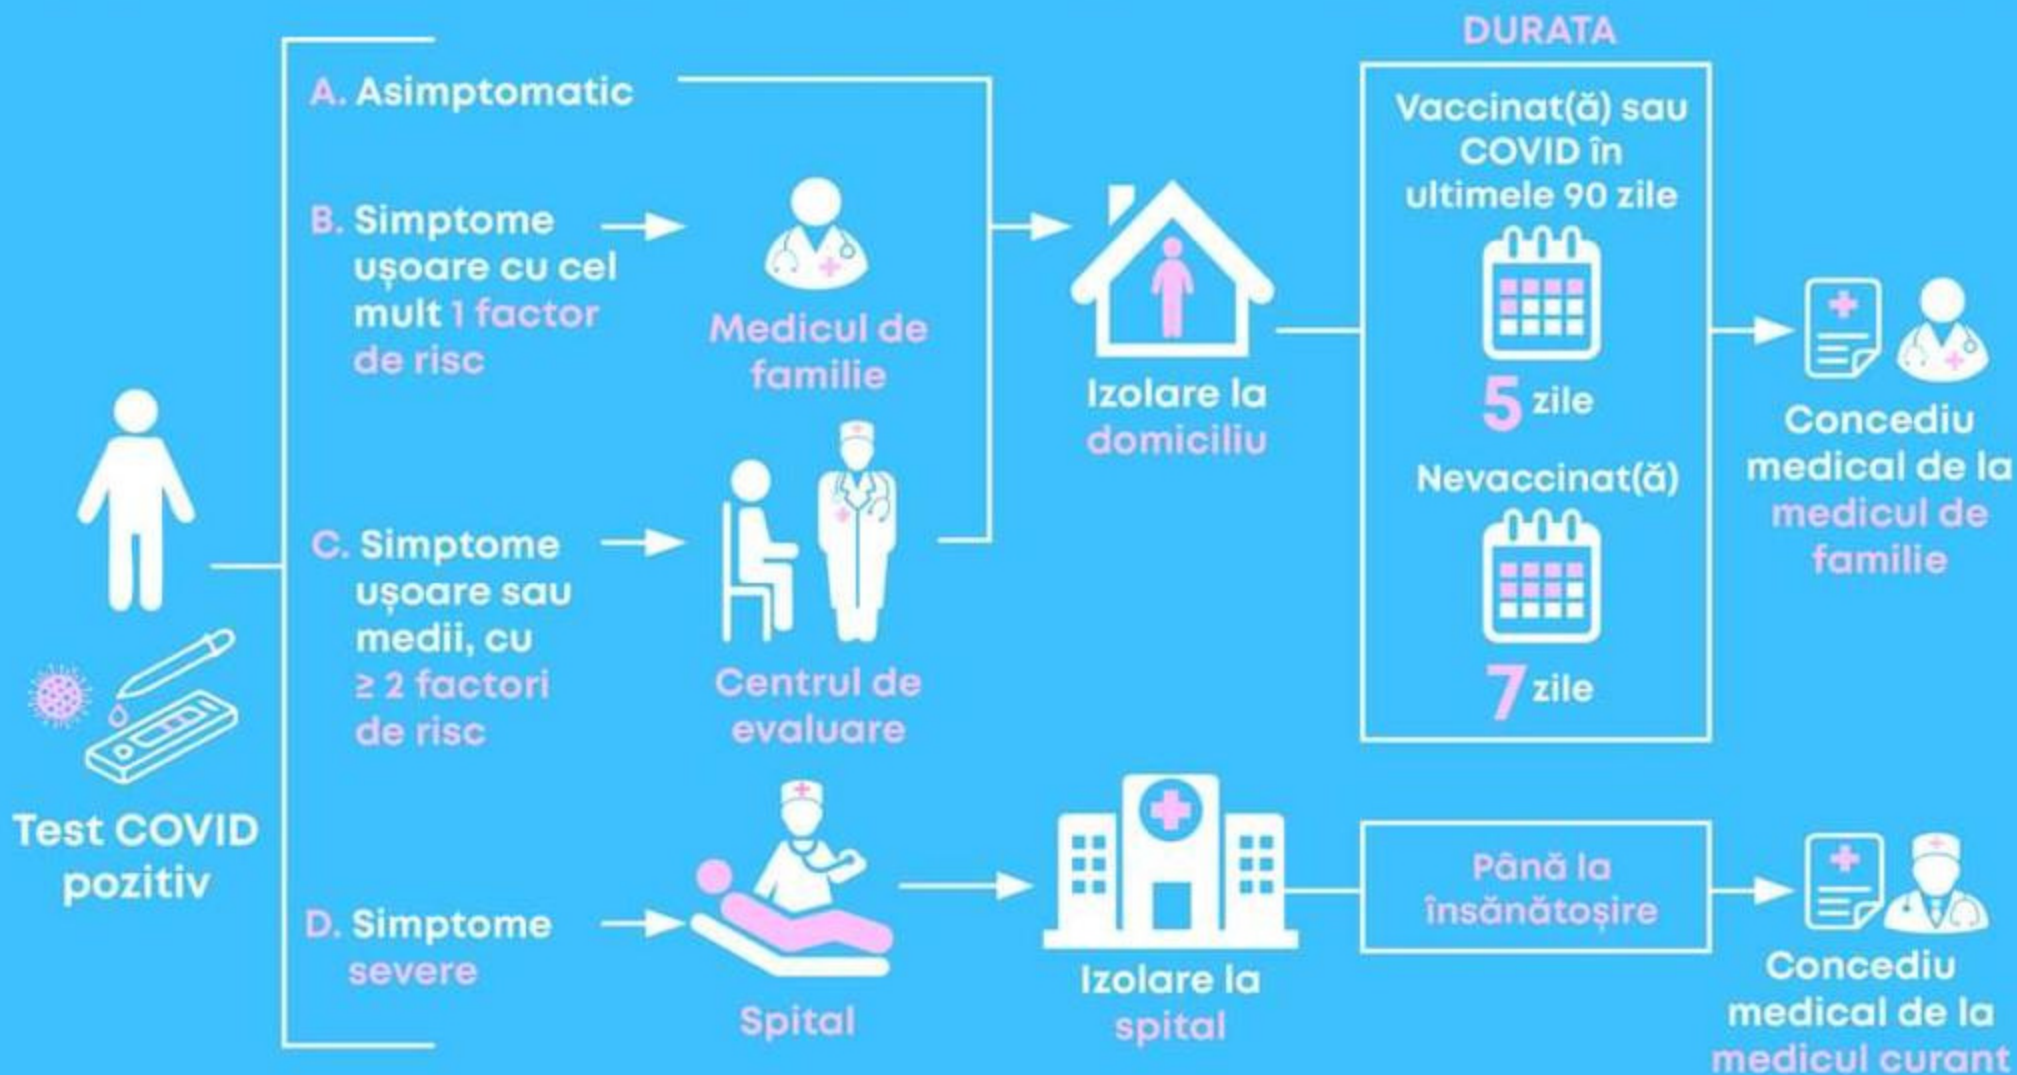 DURATA
A. Asimptomatic
B. Simptome
ușoare cu cel
mult 1 factor
de risc
Medicul de
familie
C. Simptome
ușoare sau
medii, cu
≥ 2 factori
de risc
Centrul de
evaluare
Izolare la
domiciliu
Vaccinat(ă) sau
COVID în
ultimele 90 zile
5 zile
Nevaccinat(ă)
7 zile
Concediu
medical de la
medicul de
familie
Test COVID
pozitiv
D. Simptome
severe
Spital
Izolare la
spital
Până la
însănătoșire
Concediu
medical de la
medicul curant